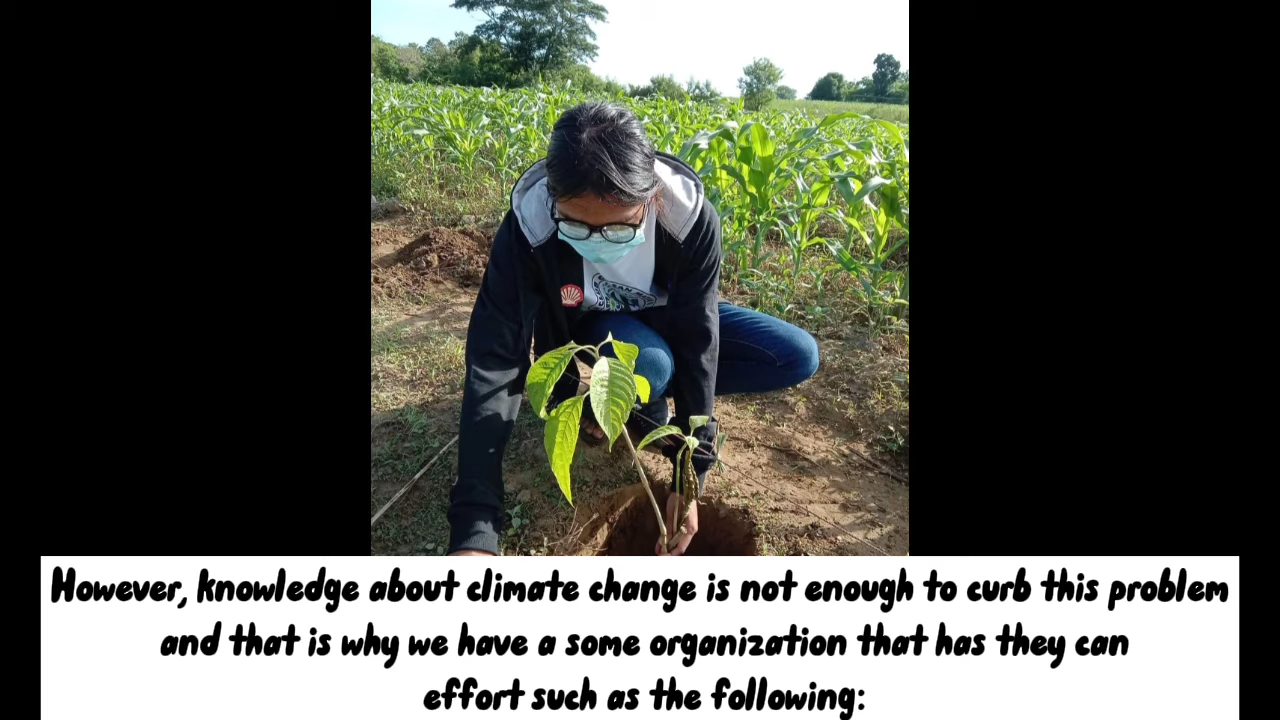 However, knowledge about climate change is not enough to curb this problem
and that is why we have a some organization that has they can
effort such as the following: